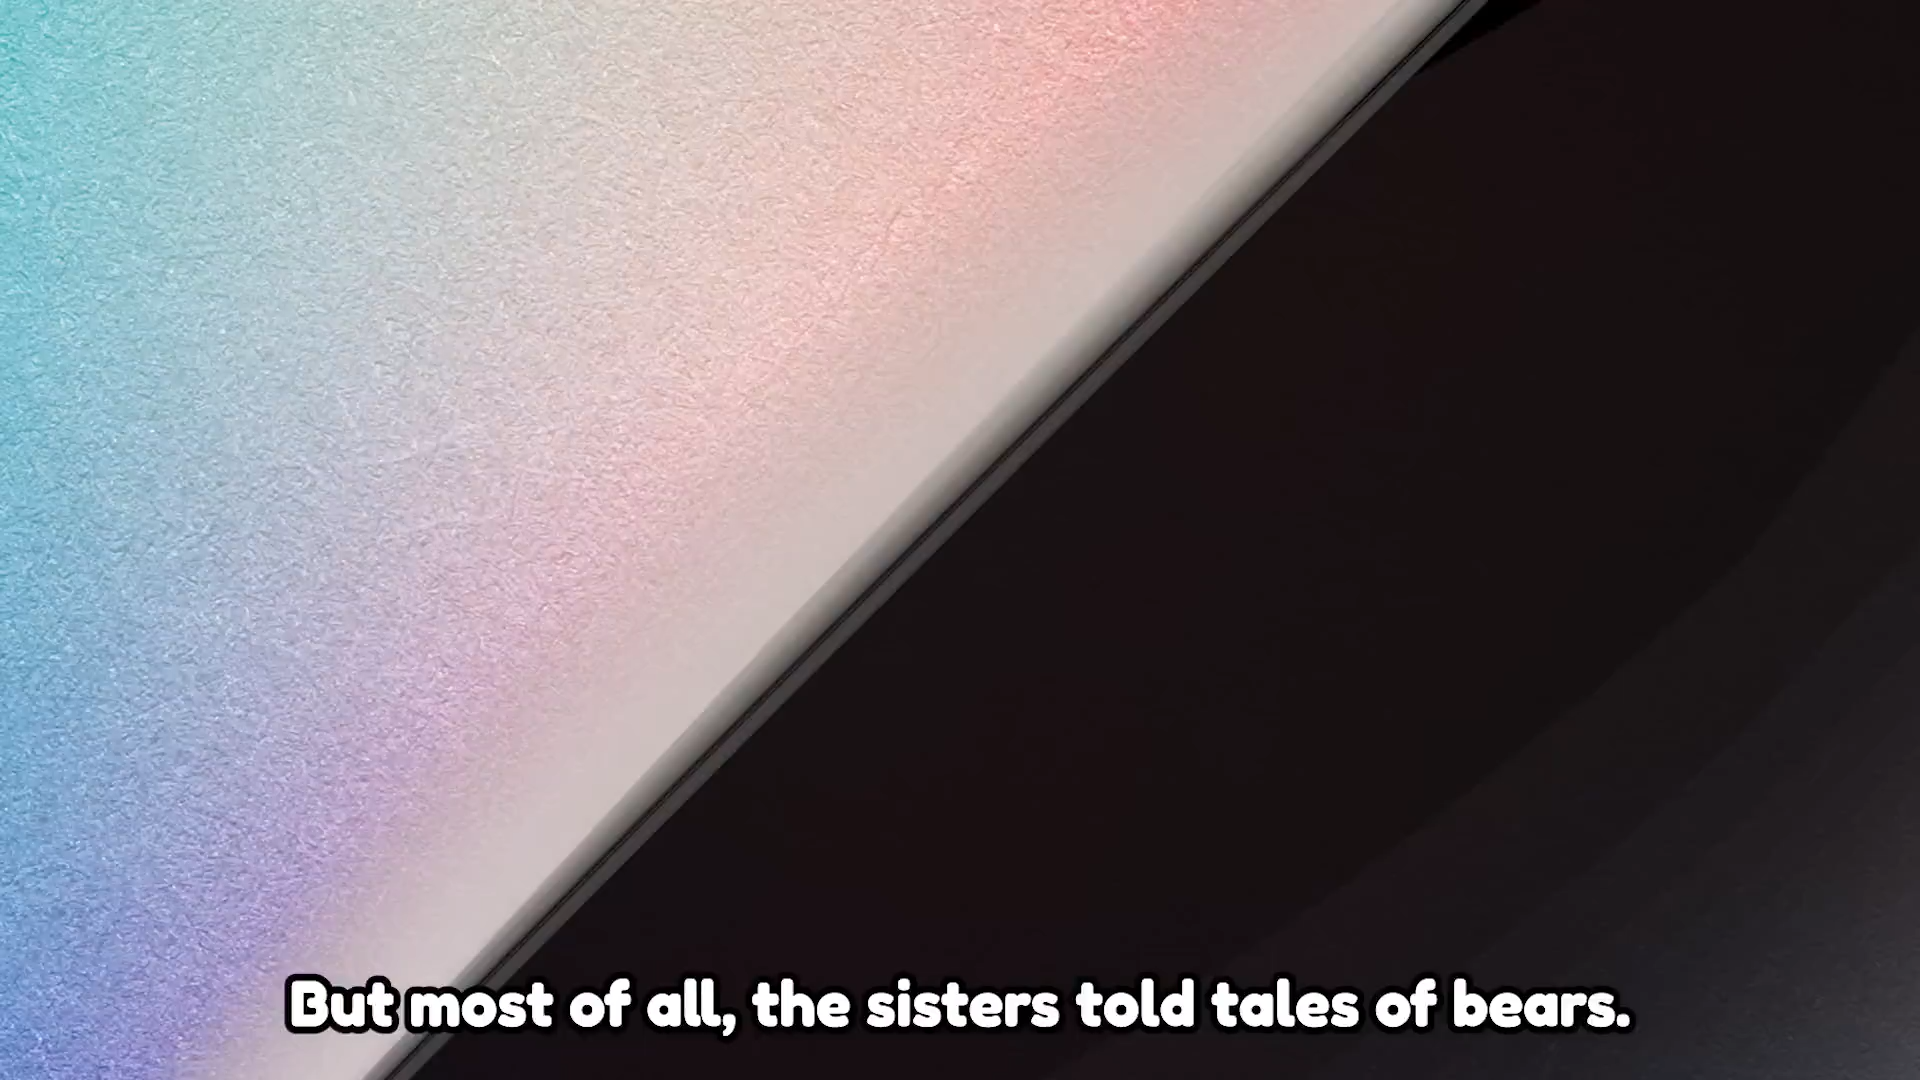 But most of all, the sisters told tales of bears.